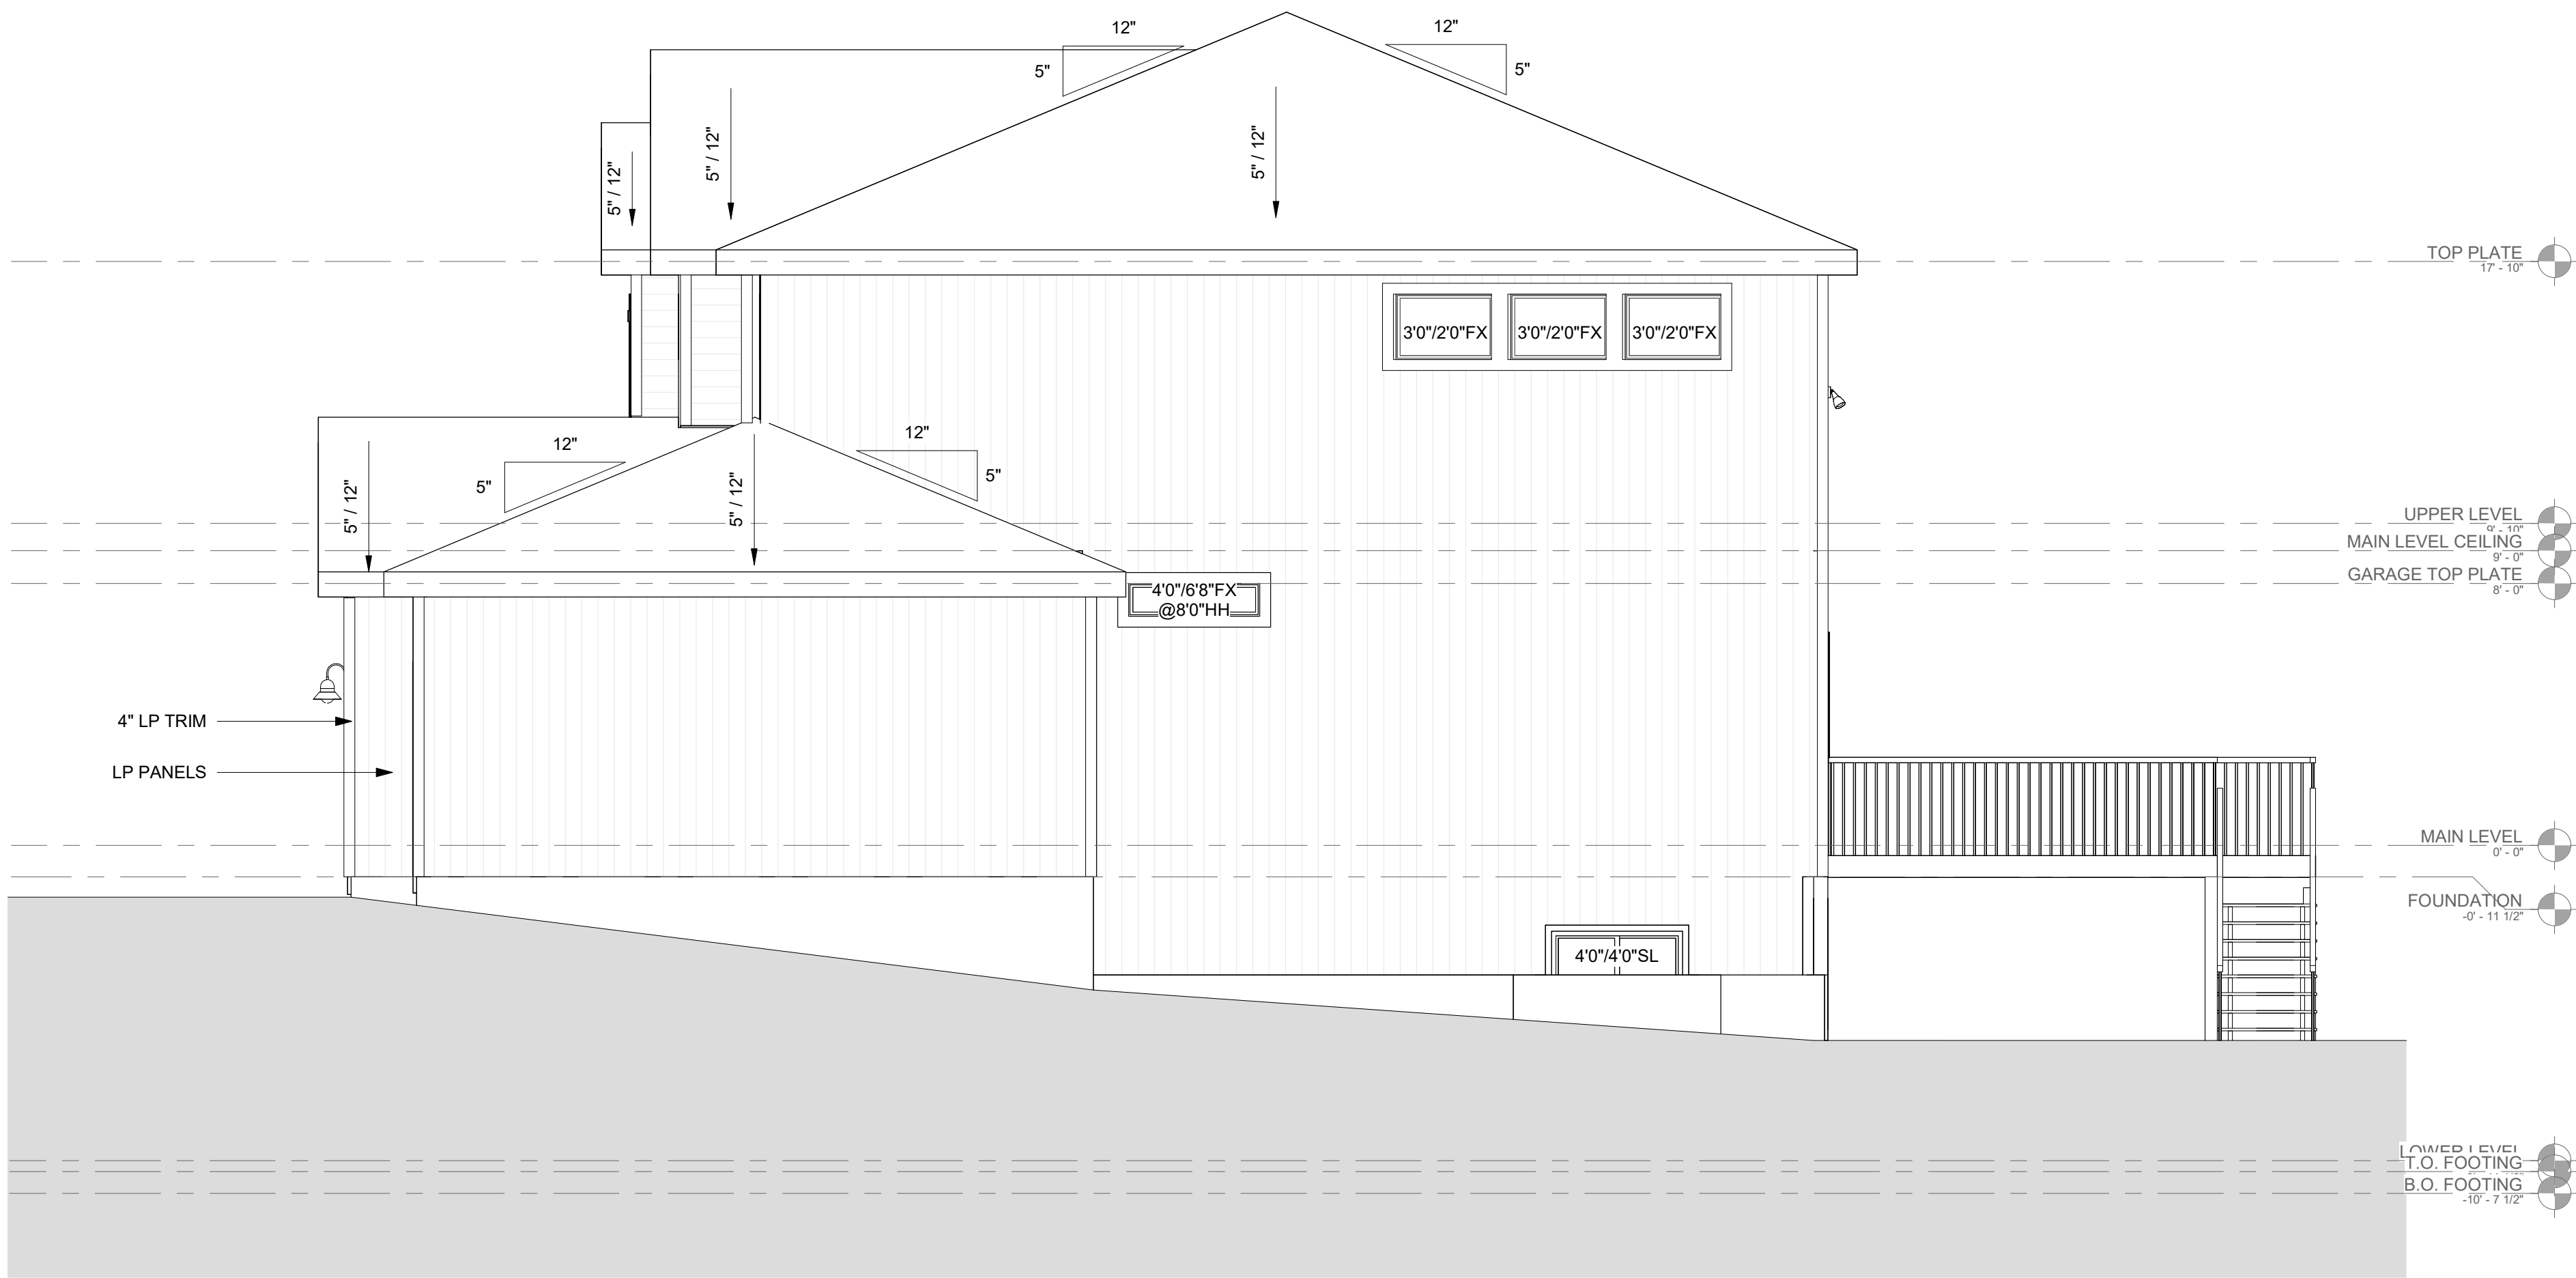 12"
12"
5"
5"
5" / 12"
5" / 12"
5" / 12"
TOP PLATE
17' - 10"
3'0"/2'0"FX
3'0"/2'0"FX
3'0"/2'0"FX
12"
12"
5"
5"
5" / 12"
5" / 12"
UPPER LEVEL
9' - 10"
MAIN LEVEL CEILING
9' - 0"
GARAGE TOP PLATE
8' - 0"
4'0"/6'8"FX
@8'0"HH
4" LP TRIM
LP PANELS
MAIN LEVEL
0' - 0"
FOUNDATION
-0' - 11 1/2"
4'0"/4'0"SL
LOWER LEVEL
T.O. FOOTING
B.O. FOOTING
-10' - 7 1/2"